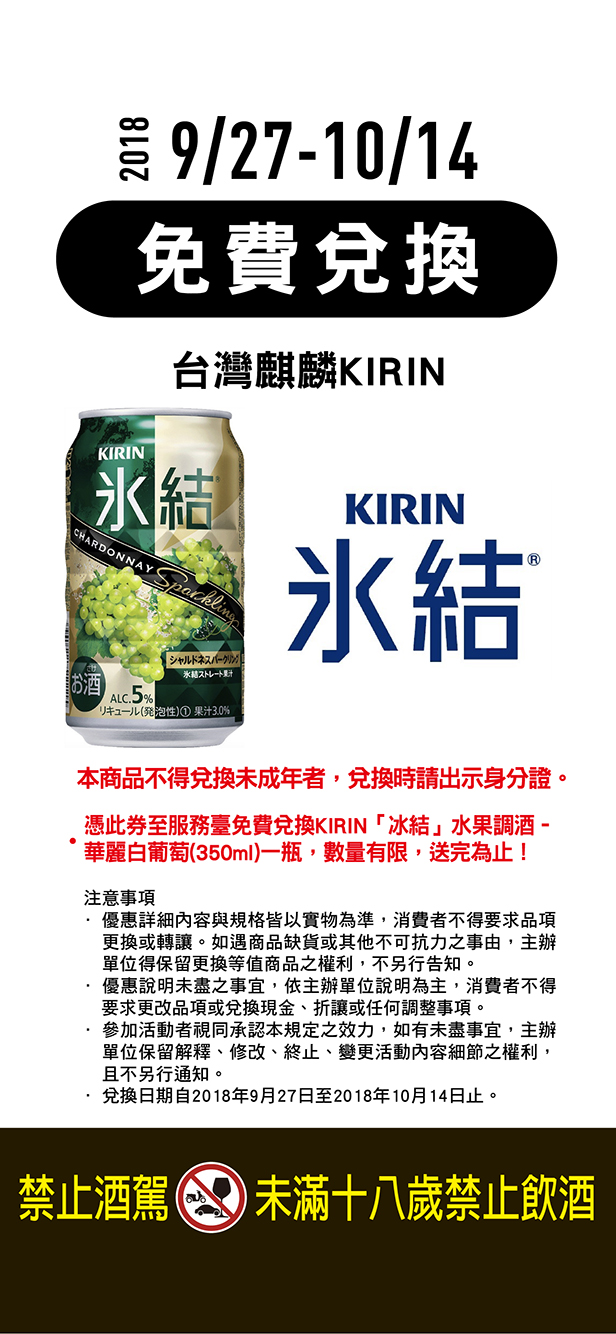 2018 9/27-10/14
免費兌換
台灣麒麟KIRIN
KIRIN
氷結®
CHARDONNAY
Sparkling
シャルドネスパークリング
氷結ストレート果汁
さけ
お酒
ALC.5%
リキュール(発泡性)① 果汁3.0%
KIRIN
氷結®
本商品不得兌換未成年者，兌換時請出示身分證。
・憑此券至服務臺免費兌換KIRIN「冰結」水果調酒-
華麗白葡萄(350ml)一瓶，數量有限，送完為止！
注意事項
・優惠詳細內容與規格皆以實物為準，消費者不得要求品項
更換或轉讓。如遇商品缺貨或其他不可抗力之事由，主辦
單位得保留更換等值商品之權利，不另行告知。
・優惠說明未盡之事宜，依主辦單位說明為主，消費者不得
要求更改品項或兌換現金、折讓或任何調整事項。
・參加活動者視同承認本規定之效力，如有未盡事宜，主辦
單位保留解釋、修改、終止、變更活動內容細節之權利，
且不另行通知。
・兌換日期自2018年9月27日至2018年10月14日止。
禁止酒駕 未滿十八歲禁止飲酒